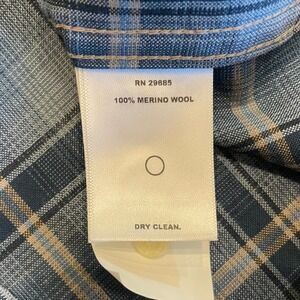 RN 29685
100% MERINO WOOL
DRY CLEAN.